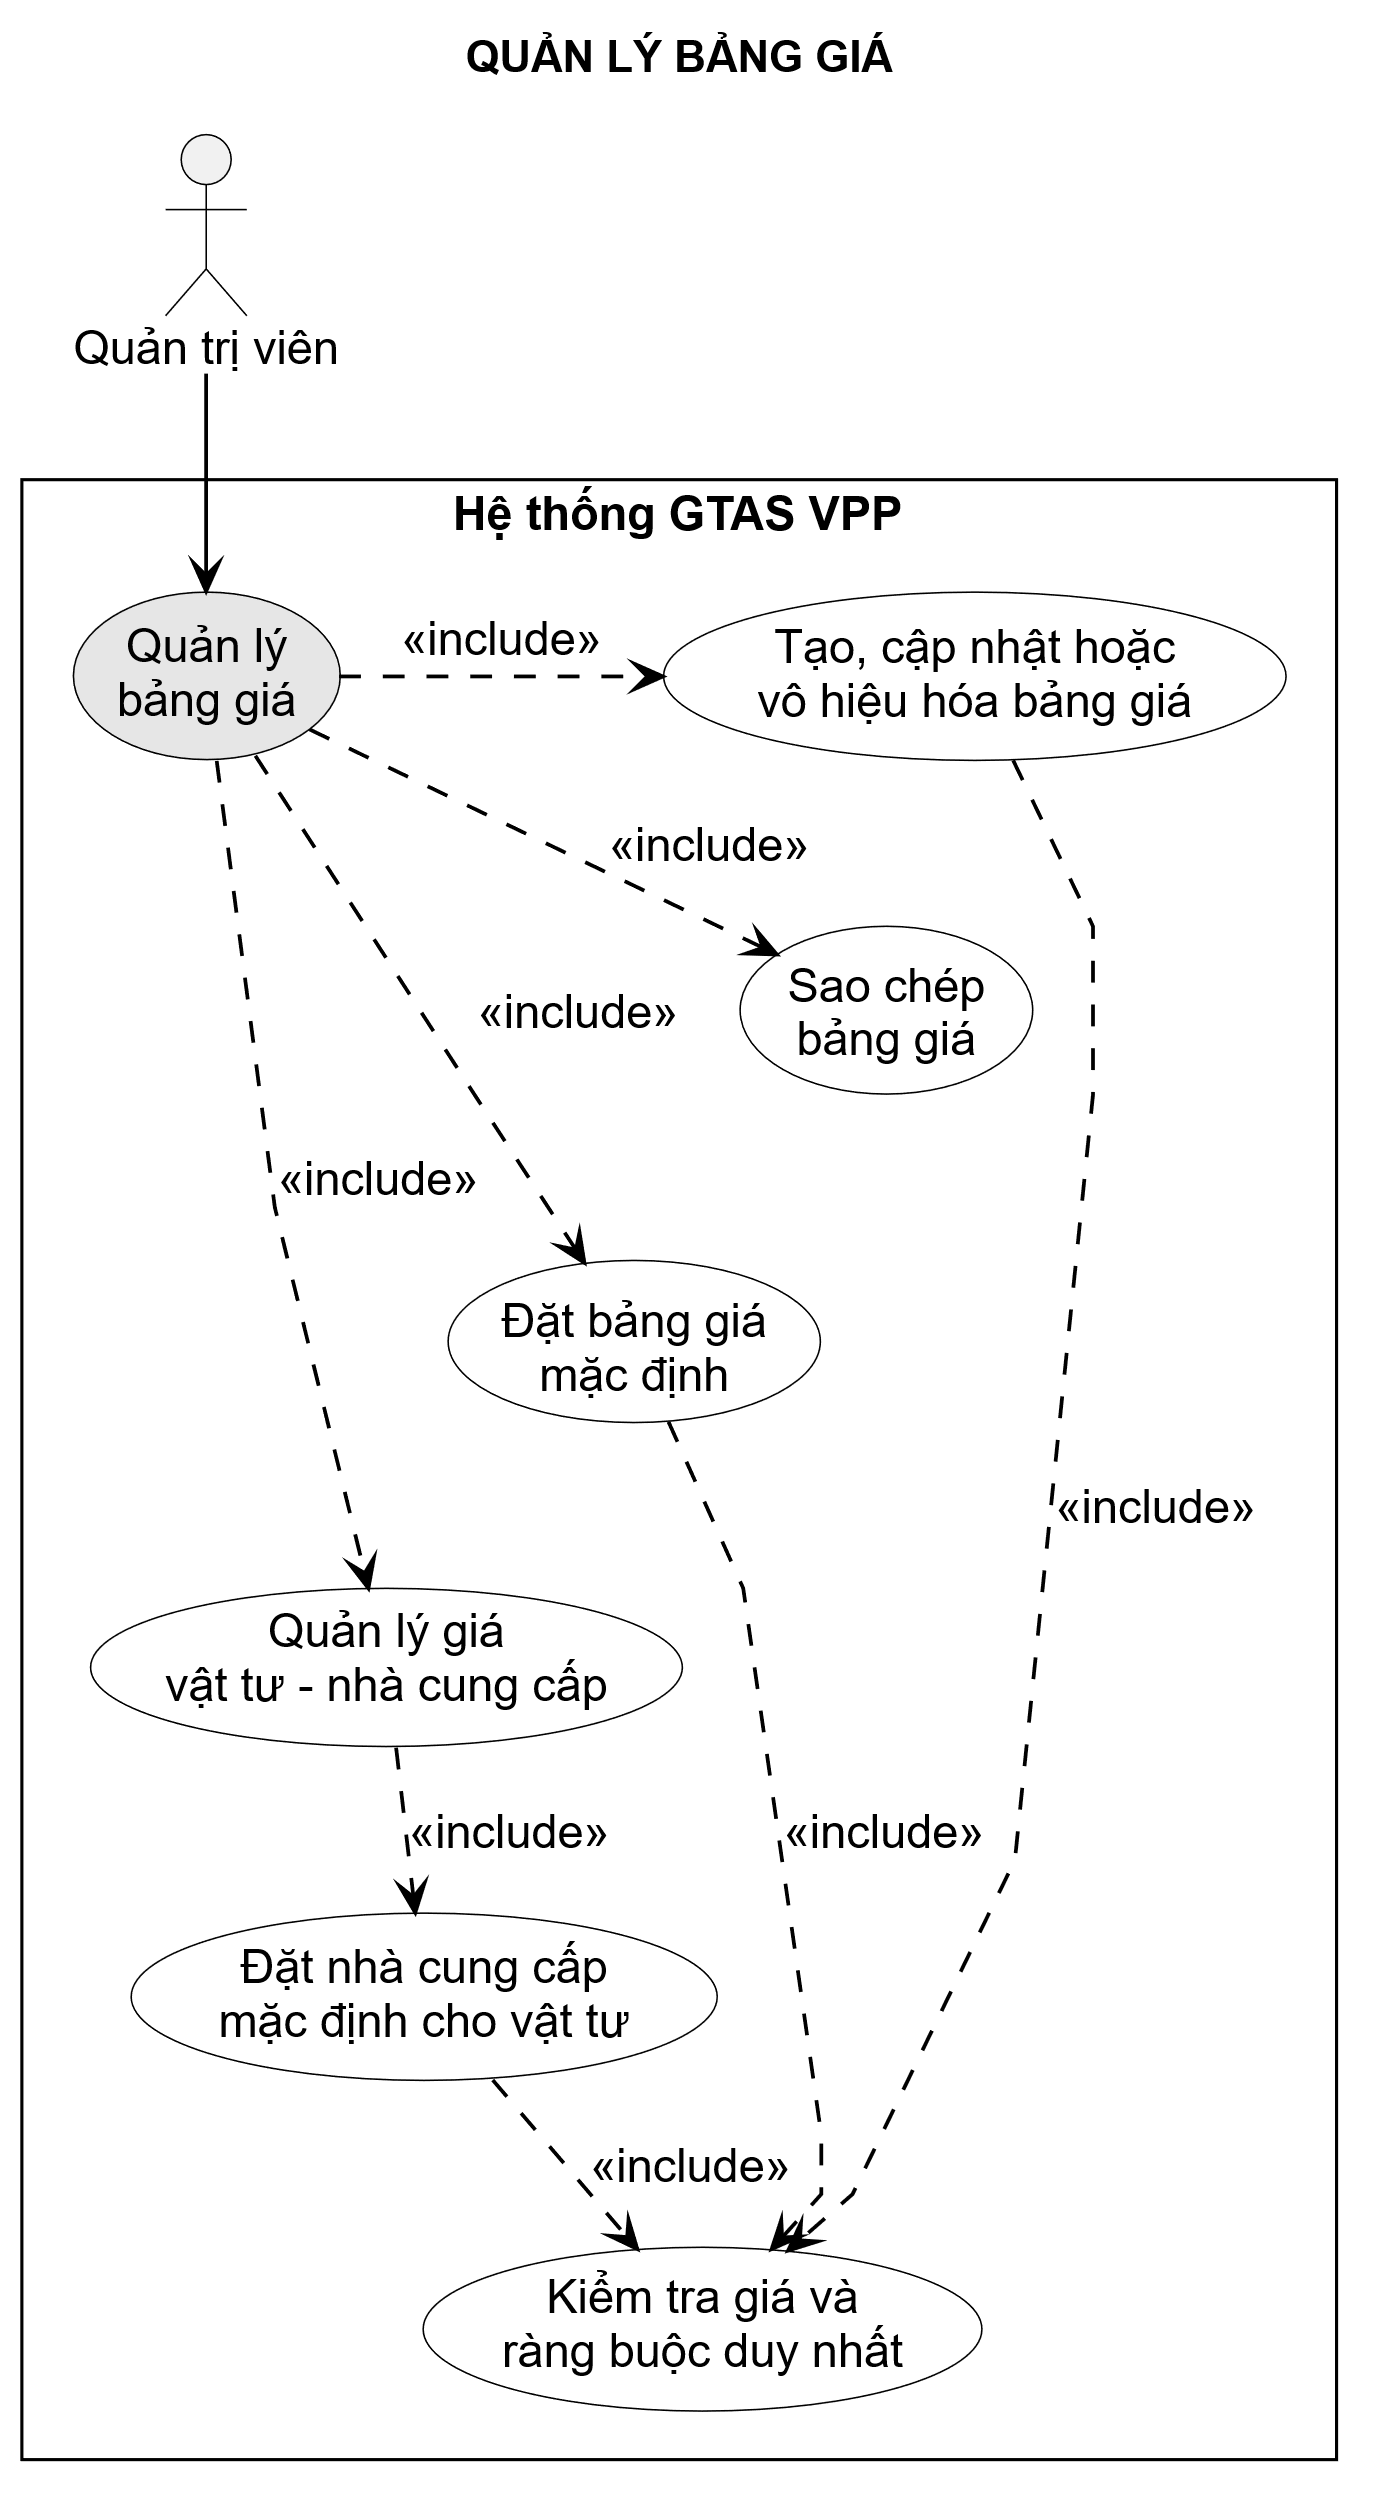 QUẢN LÝ BẢNG GIÁ
Quản trị viên
Hệ thống GTAS VPP
Quản lý
bảng giá
«include»
Tạo, cập nhật hoặc
vô hiệu hóa bảng giá
«include»
Sao chép
bảng giá
«include»
«include»
Đặt bảng giá
mặc định
«include»
Quản lý giá
vật tư - nhà cung cấp
«include»
«include»
Đặt nhà cung cấp
mặc định cho vật tư
«include»
Kiểm tra giá và
ràng buộc duy nhất